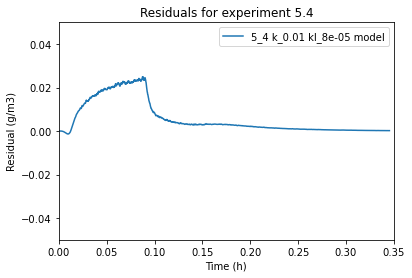 Residuals for experiment 5.4
5_4 k_0.01 kl_8e-05 model
Residual (g/m3)
0.04
0.02
0.00
−0.02
−0.04
0.00 0.05 0.10 0.15 0.20 0.25 0.30 0.35
Time (h)